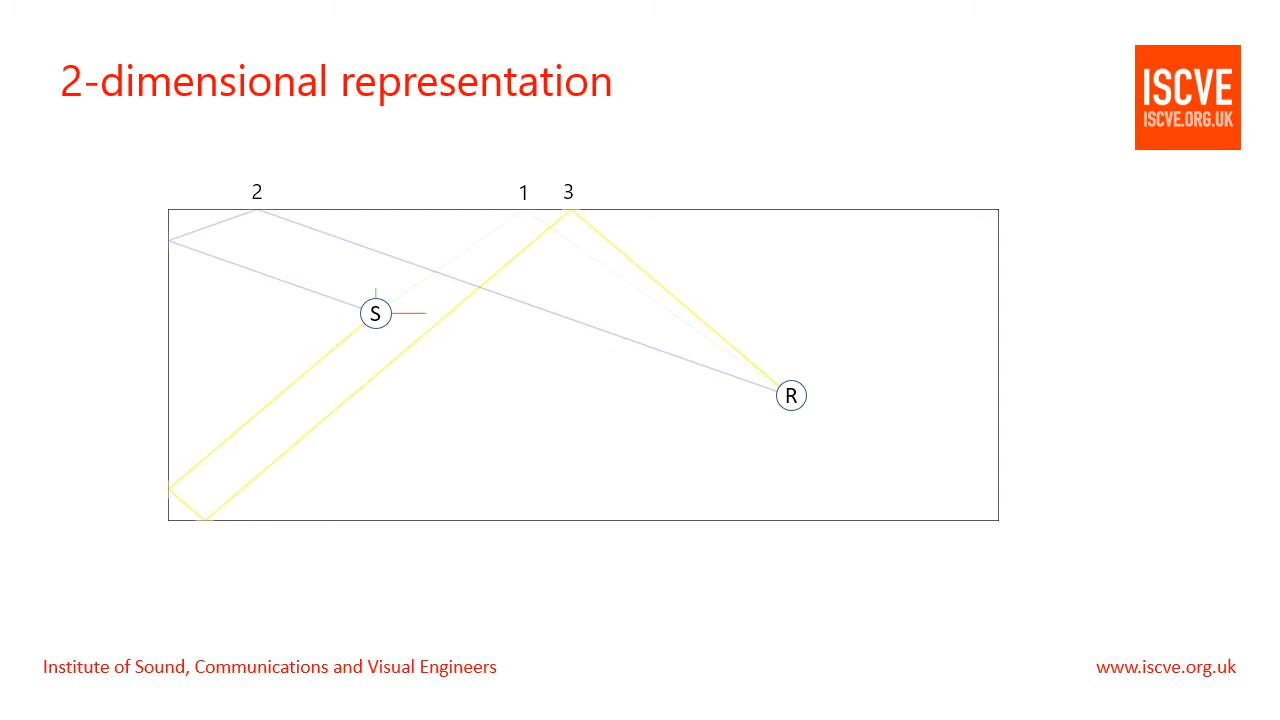 2-dimensional representation
ISCVE
ISCVE.ORG.UK
2 1 3
S
R
Institute of Sound, Communications and Visual Engineers
www.iscve.org.uk